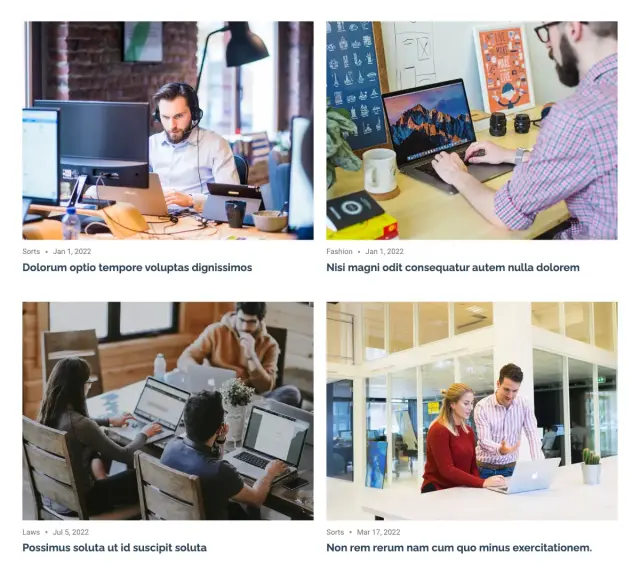 Sorts • Jan 1, 2022
Dolorum optio tempore voluptas dignissimos
Fashion • Jan 1, 2022
Nisi magni odit consequatur autem nulla dolorem
Laws • Jul 5, 2022
Possimus soluta ut id suscipit soluta
Sorts • Mar 17, 2022
Non rem rerum nam cum quo minus exercitationem.